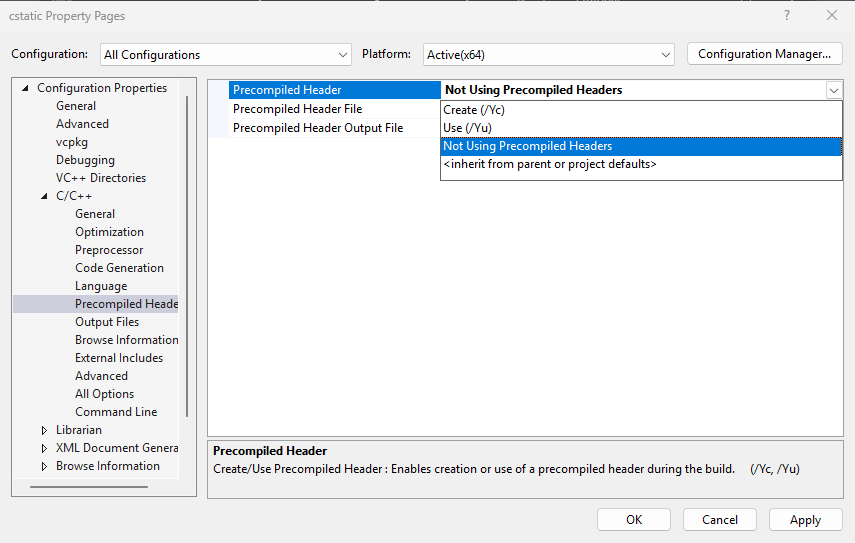 cstatic Property Pages
?
Configuration: All Configurations Platform: Active(x64) Configuration Manager...
Configuration Properties
General
Advanced
vcpkg
Debugging
VC++ Directories
C/C++
General
Optimization
Preprocessor
Code Generation
Language
Precompiled Heade
Output Files
Browse Information
External Includes
Advanced
All Options
Command Line
Librarian
XML Document Genera
Browse Information
Precompiled Header Not Using Precompiled Headers
Precompiled Header File
Precompiled Header Output File
Create (/Yc)
Use (/Yu)
Not Using Precompiled Headers
<inherit from parent or project defaults>
Precompiled Header
Create/Use Precompiled Header : Enables creation or use of a precompiled header during the build. (/Yc, /Yu)
OK Cancel Apply